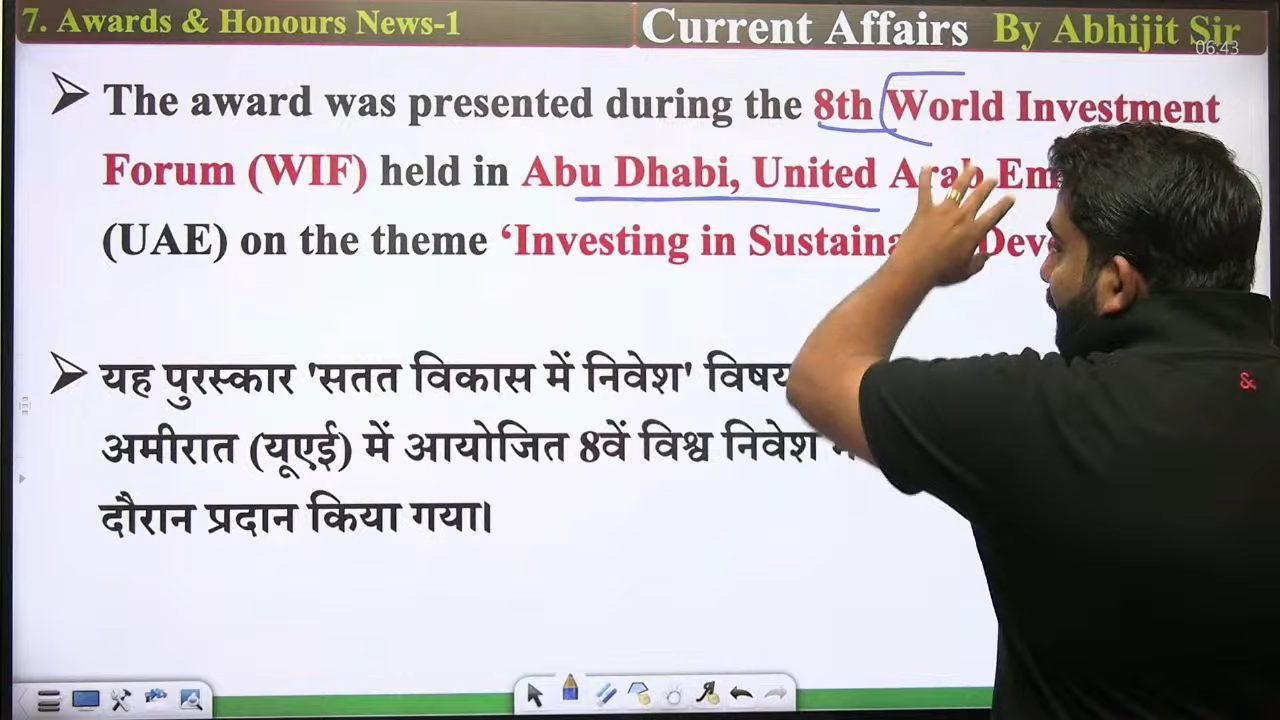 7. Awards & Honours News-1
Current Affairs By Abhijit Sir
06:43
The award was presented during the 8th World Investment
Forum (WIF) held in Abu Dhabi, United Arab
(UAE) on the theme ‘Investing in
यह पुरस्कार 'सतत विकास में निवेश' विषय
अमीरात (यूएई) में आयोजित 8वें विश्व निवेश
दौरान प्रदान किया गया।
&